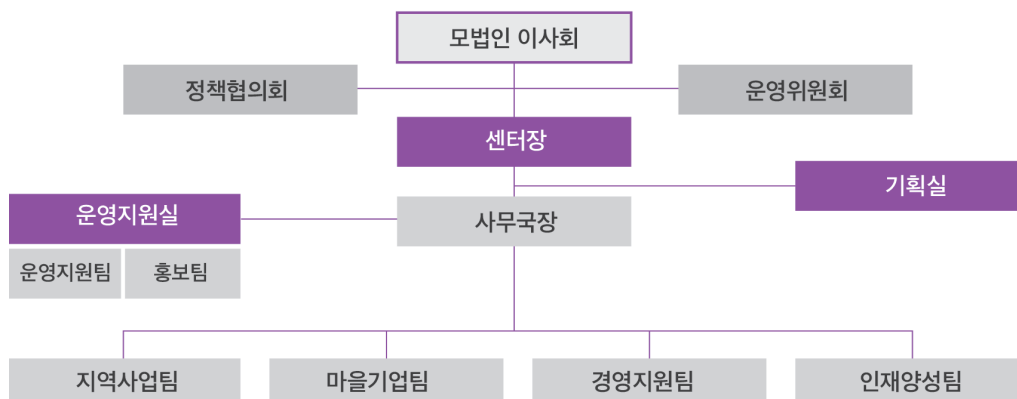 모법인 이사회
정책협의회
운영위원회
센터장
기획실
운영지원실
사무국장
운영지원팀
홍보팀
지역사업팀
마을기업팀
경영지원팀
인재양성팀